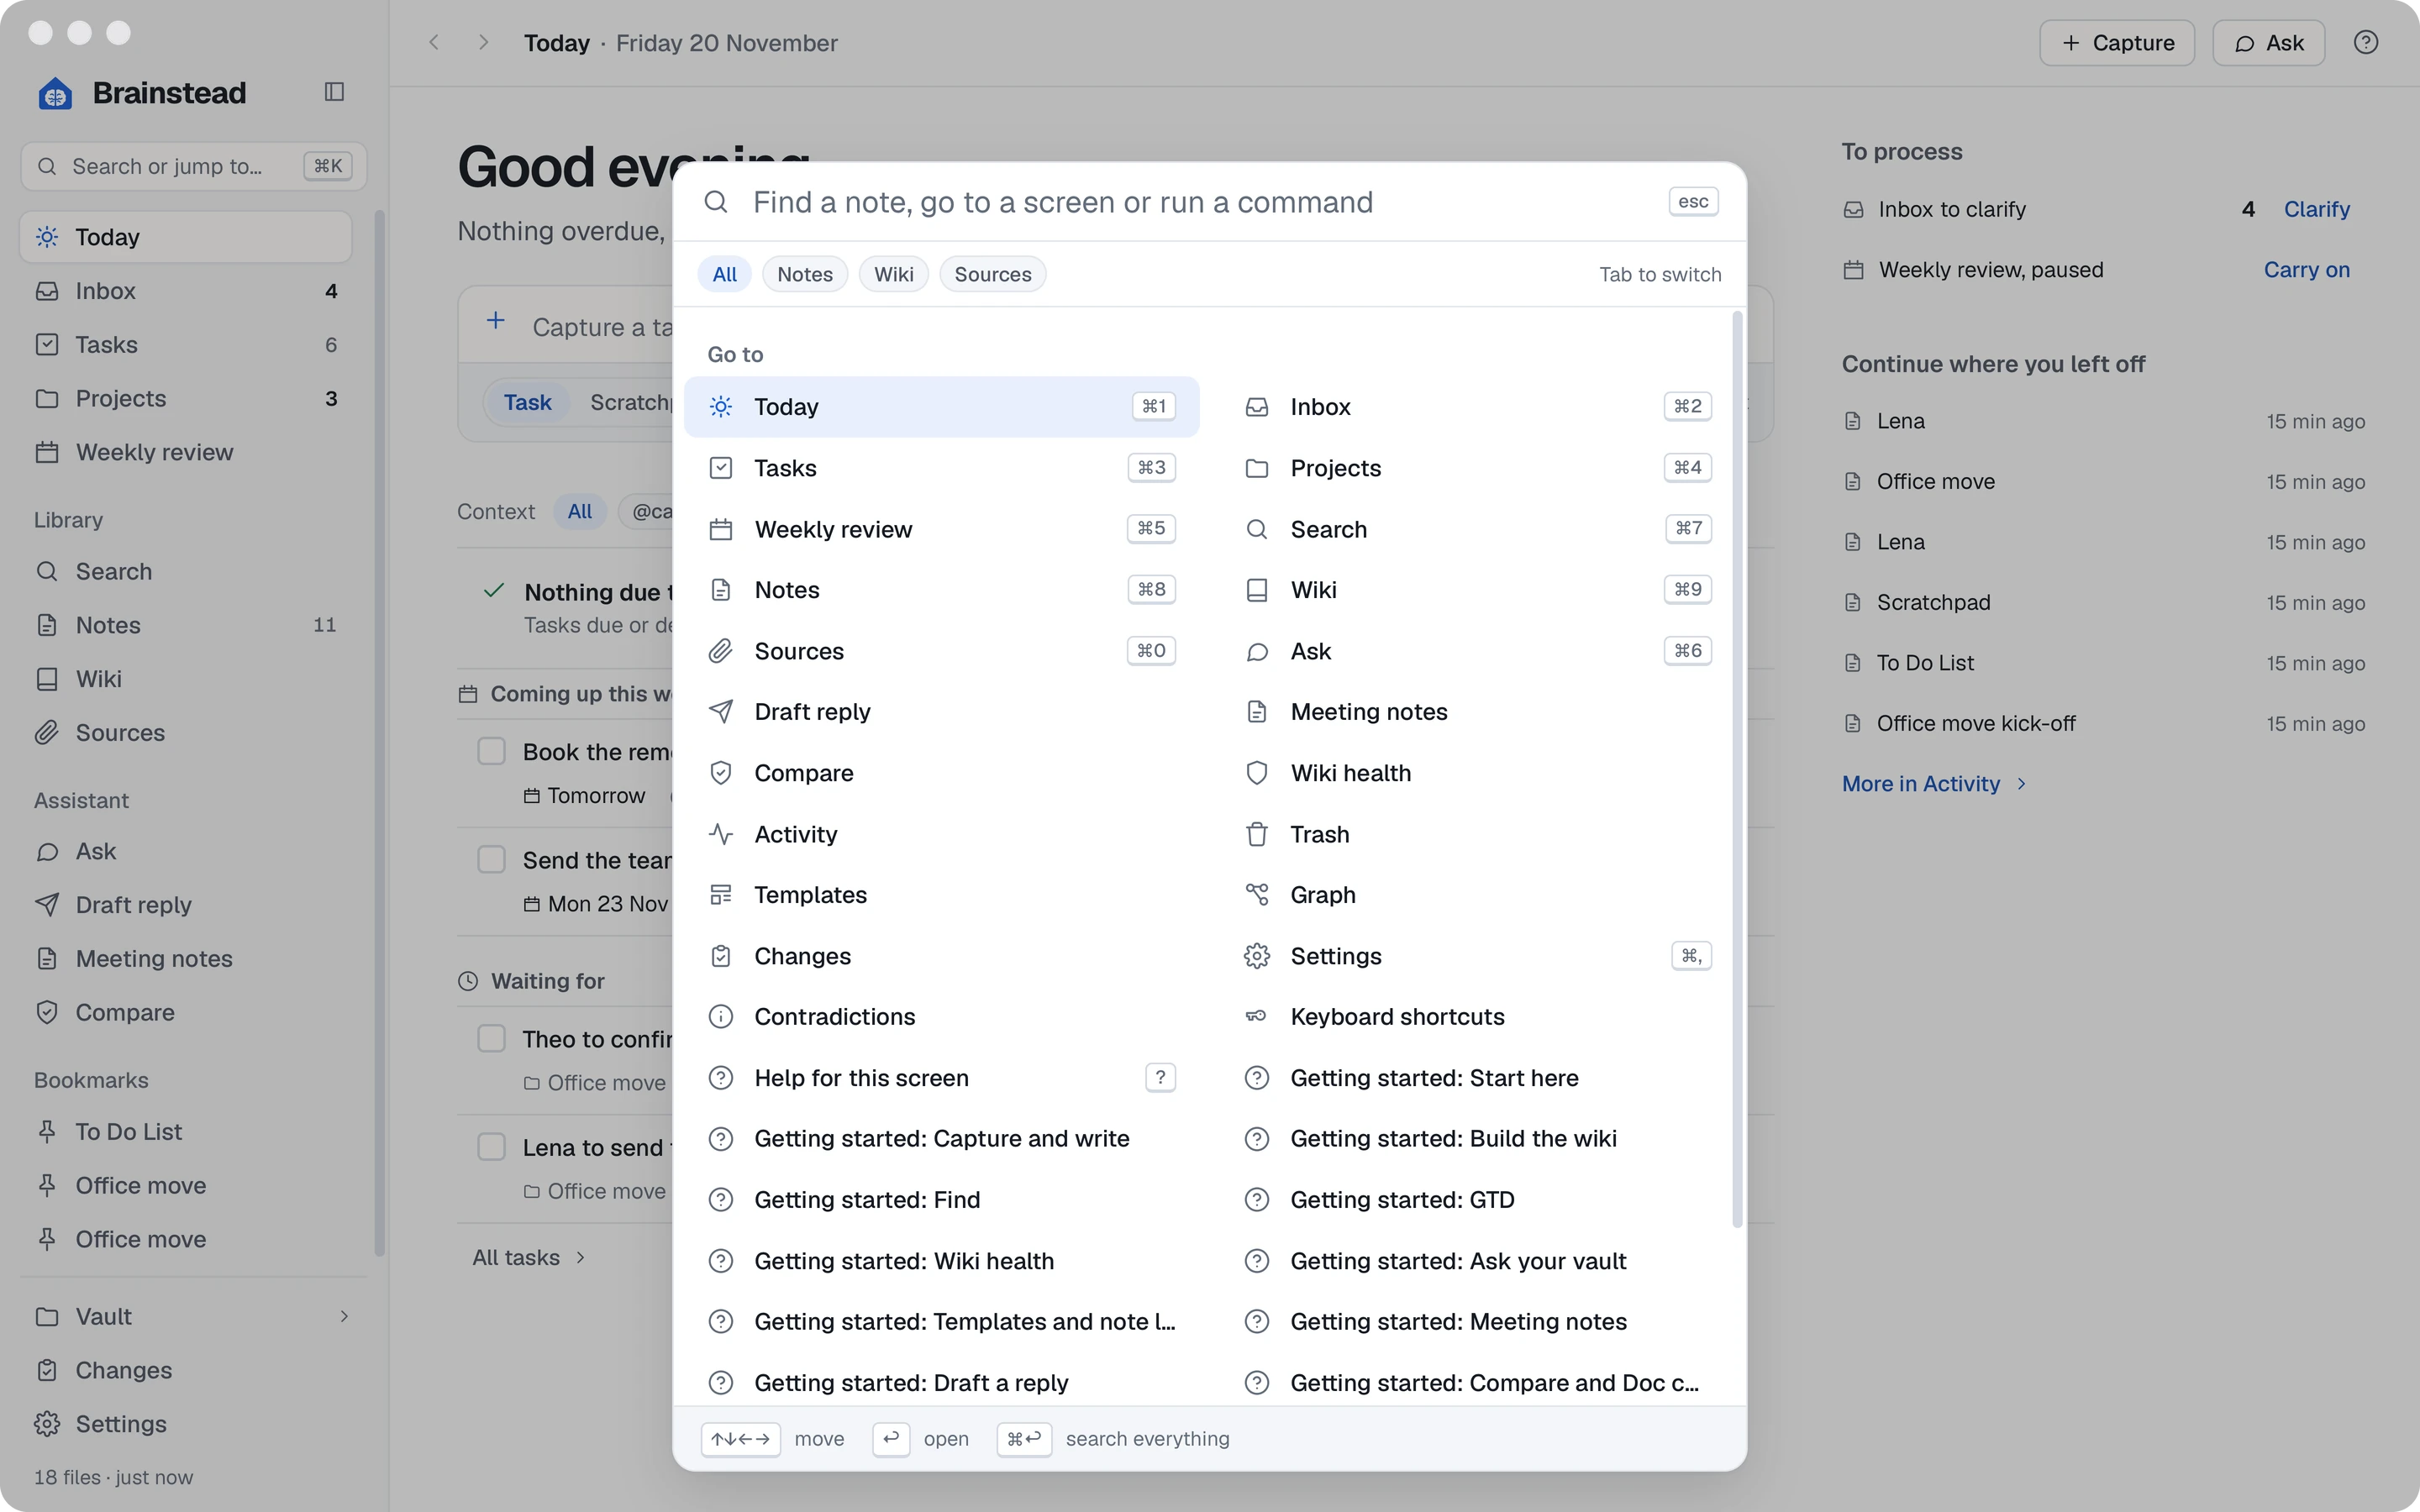 Brainstead
Search or jump to... ⌘K
Today
Inbox 4
Tasks 6
Projects 3
Weekly review
Library
Search
Notes 11
Wiki
Sources
Assistant
Ask
Draft reply
Meeting notes
Compare
Bookmarks
To Do List
Office move
Office move
Vault
Changes
Settings
18 files · just now
Today · Friday 20 November
Capture
Ask
Good evening
Nothing overdue,
Capture a
Task
Context All
Nothing due
Tasks due or
Coming up this
Book the
Tomorrow
Send the
Mon 23 Nov
Waiting for
Theo to
Office move
Lena to send
Office move
All tasks
Find a note, go to a screen or run a command esc
All Notes Wiki Sources Tab to switch
Go to
Today ⌘1 Inbox ⌘2
Tasks ⌘3 Projects ⌘4
Weekly review ⌘5 Search ⌘7
Notes ⌘8 Wiki ⌘9
Sources ⌘0 Ask ⌘6
Draft reply Meeting notes
Compare Wiki health
Activity Trash
Templates Graph
Changes Settings ⌘,
Contradictions Keyboard shortcuts
Help for this screen ? Getting started: Start here
Getting started: Capture and write Getting started: Build the wiki
Getting started: Find Getting started: GTD
Getting started: Wiki health Getting started: Ask your vault
Getting started: Templates and note l... Getting started: Meeting notes
Getting started: Draft a reply Getting started: Compare and Doc c...
↑↓←→ move ↩ open ⌘↩ search everything
To process
Inbox to clarify 4 Clarify
Weekly review, paused Carry on
Continue where you left off
Lena 15 min ago
Office move 15 min ago
Lena 15 min ago
Scratchpad 15 min ago
To Do List 15 min ago
Office move kick-off 15 min ago
More in Activity